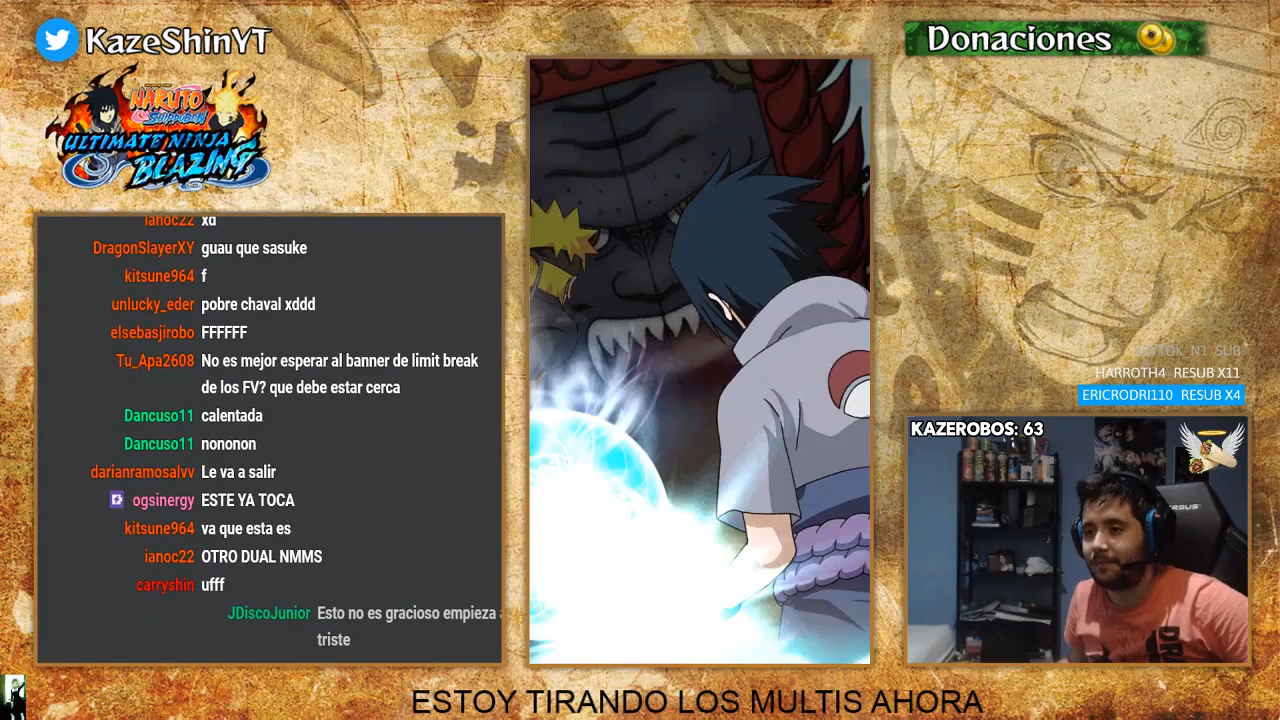 KazeShinYT
Donaciones
NARUTO
SHIPPUDEN
ULTIMATE NINJA
BLAZING
ianoc22 xd
DragonSlayerXY guau que sasuke
kitsune964 f
unlucky_eder pobre chaval xddd
elsebasjirobo FFFFFF
Tu_Apa2608 No es mejor esperar al banner de limit break
de los FV? que debe estar cerca
Dancuso11 calentada
Dancuso11 nononon
darianramosalvv Le va a salir
ogsinergy ESTE YA TOCA
kitsune964 va que esta es
ianoc22 OTRO DUAL NMMS
carryshin ufff
JDiscoJunior Esto no es gracioso empieza a
triste
SUB
HARROTH4 RESUB X11
ERICRODRI110 RESUB X4
KAZEROBOS: 63
ESTOY TIRANDO LOS MULTIS AHORA